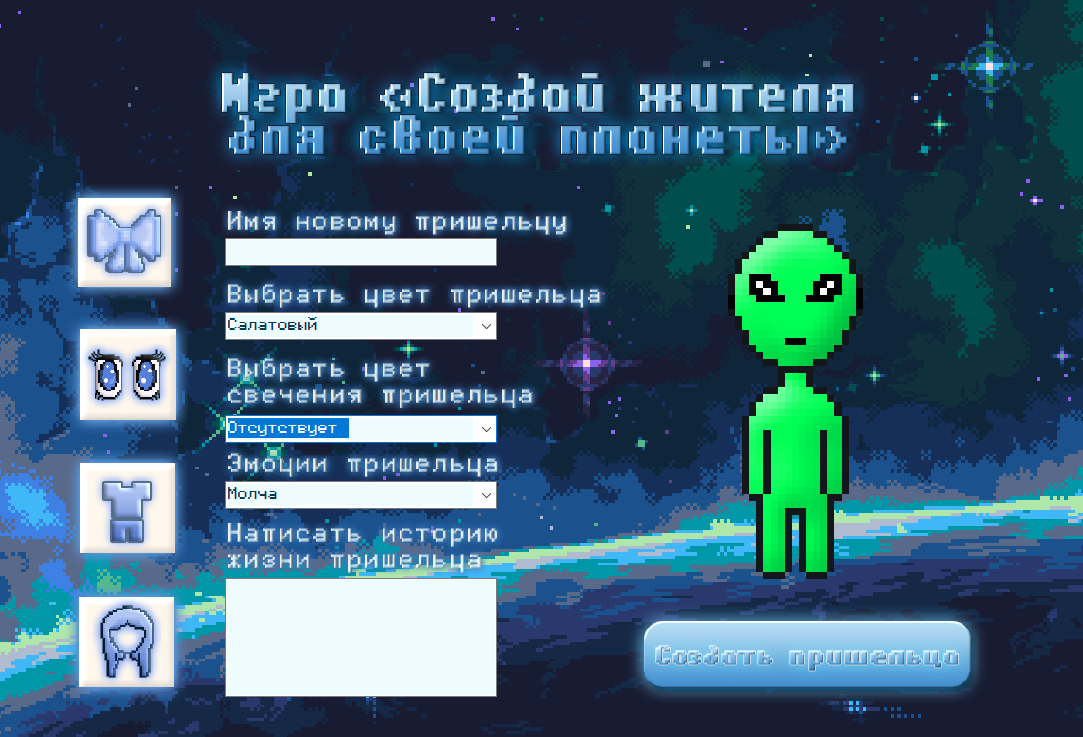 Игра «Создай жителя
для своей планеты»
Имя новому пришельцу
Выбрать цвет пришельца
Салатовый
Выбрать цвет
свечения пришельца
Отсутствует
Эмоции пришельца
Молча
Написать историю
жизни пришельца
Создать пришельца